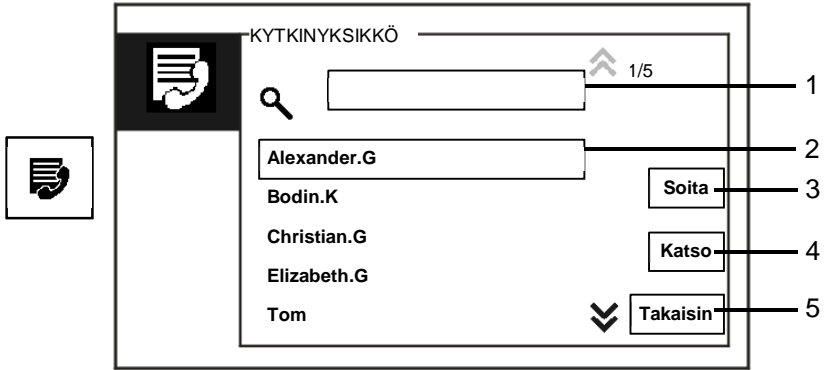 KYTKINYKSIKKÖ
1/5
1
Alexander.G
2
Bodin.K
Soita
3
Christian.G
Katso
4
Elizabeth.G
Tom
Takaisin
5